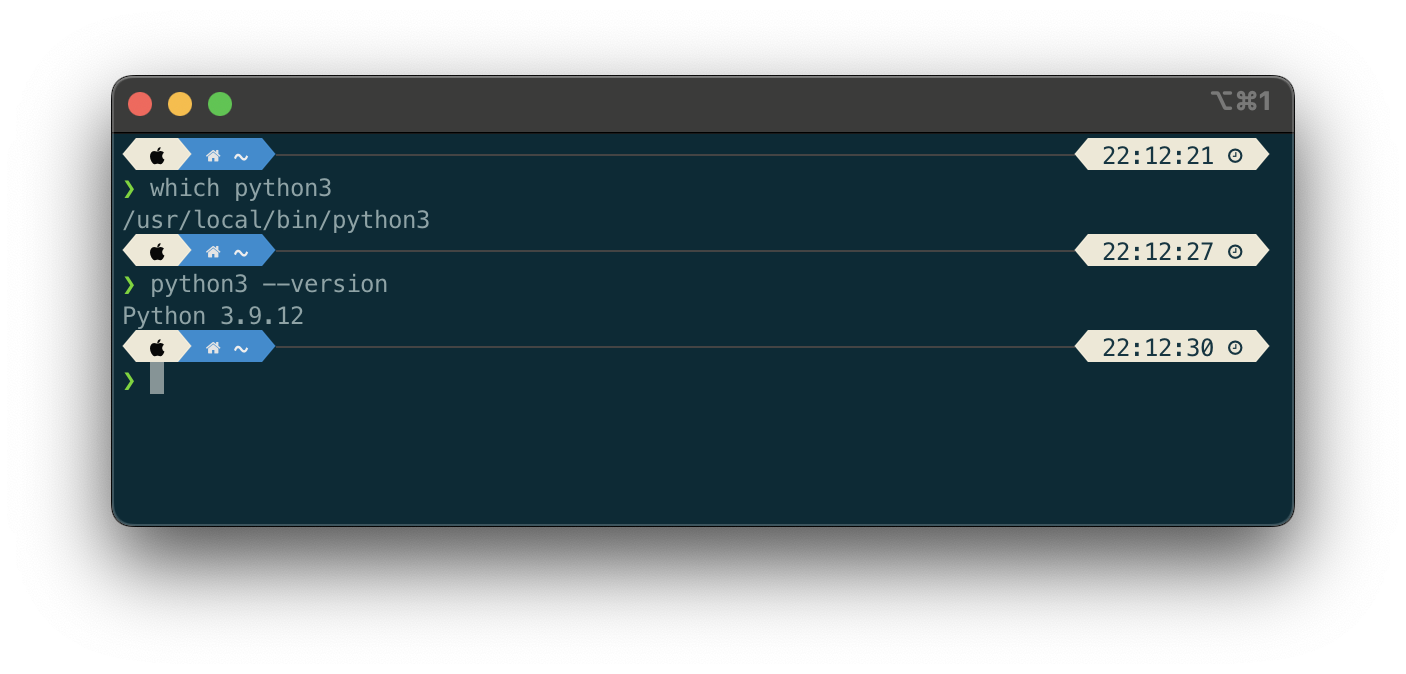 ⌥⌘1
~ 22:12:21
❯ which python3
/usr/local/bin/python3
~ 22:12:27
❯ python3 --version
Python 3.9.12
~ 22:12:30
❯